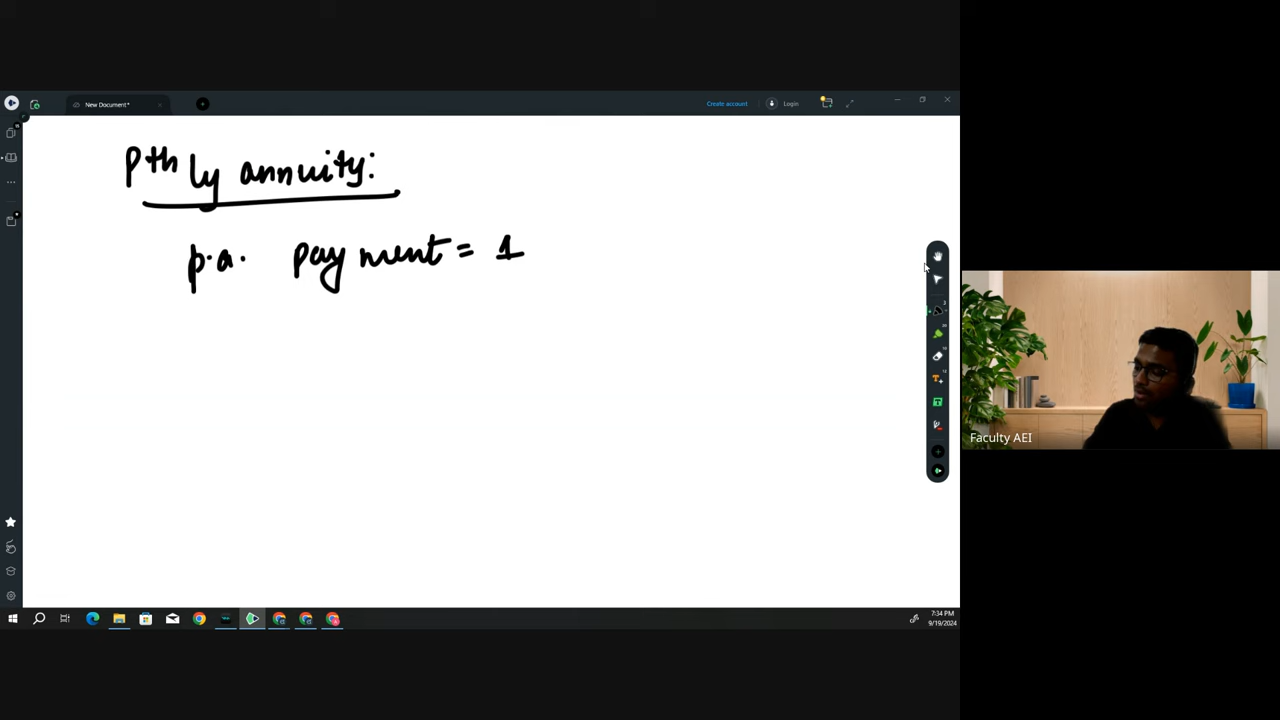 New Document*
Create account
Login
Pthly annuity:
p.a. payment = 1
Faculty AEI
7:34 PM
9/19/2024